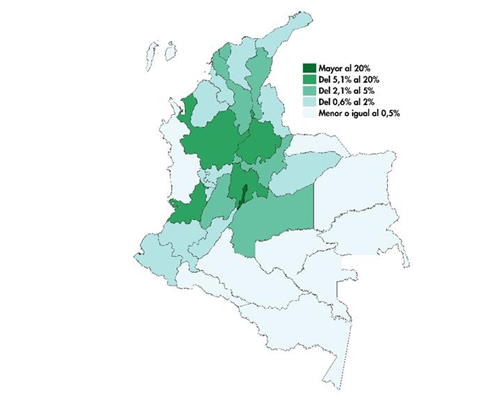 Mayor al 20%
Del 5,1% al 20%
Del 2,1% al 5%
Del 0,6% al 2%
Menor o igual al 0,5%